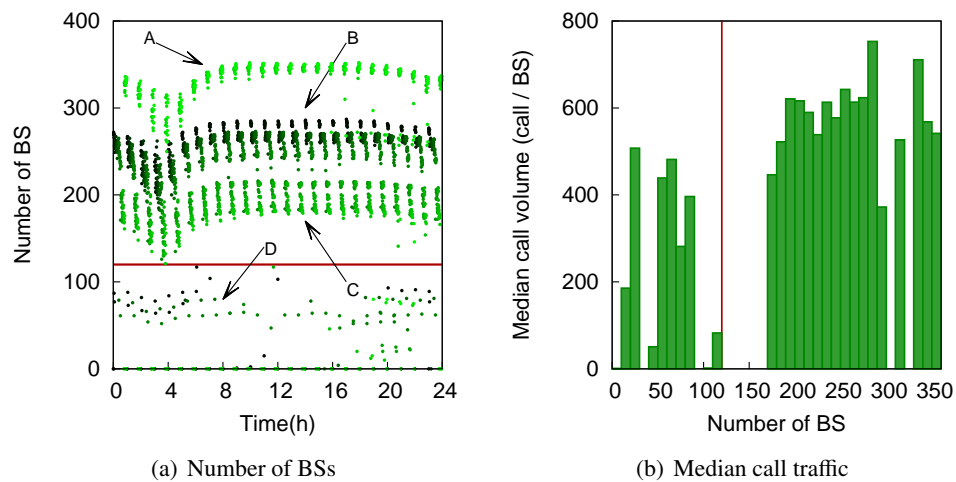 400
300
200
100
0
Number of BS
A
B
C
D
0 4 8 12 16 20 24
Time(h)
(a) Number of BSs
800
600
400
200
0
Median call volume (call / BS)
0 50 100 150 200 250 300 350
Number of BS
(b) Median call traffic